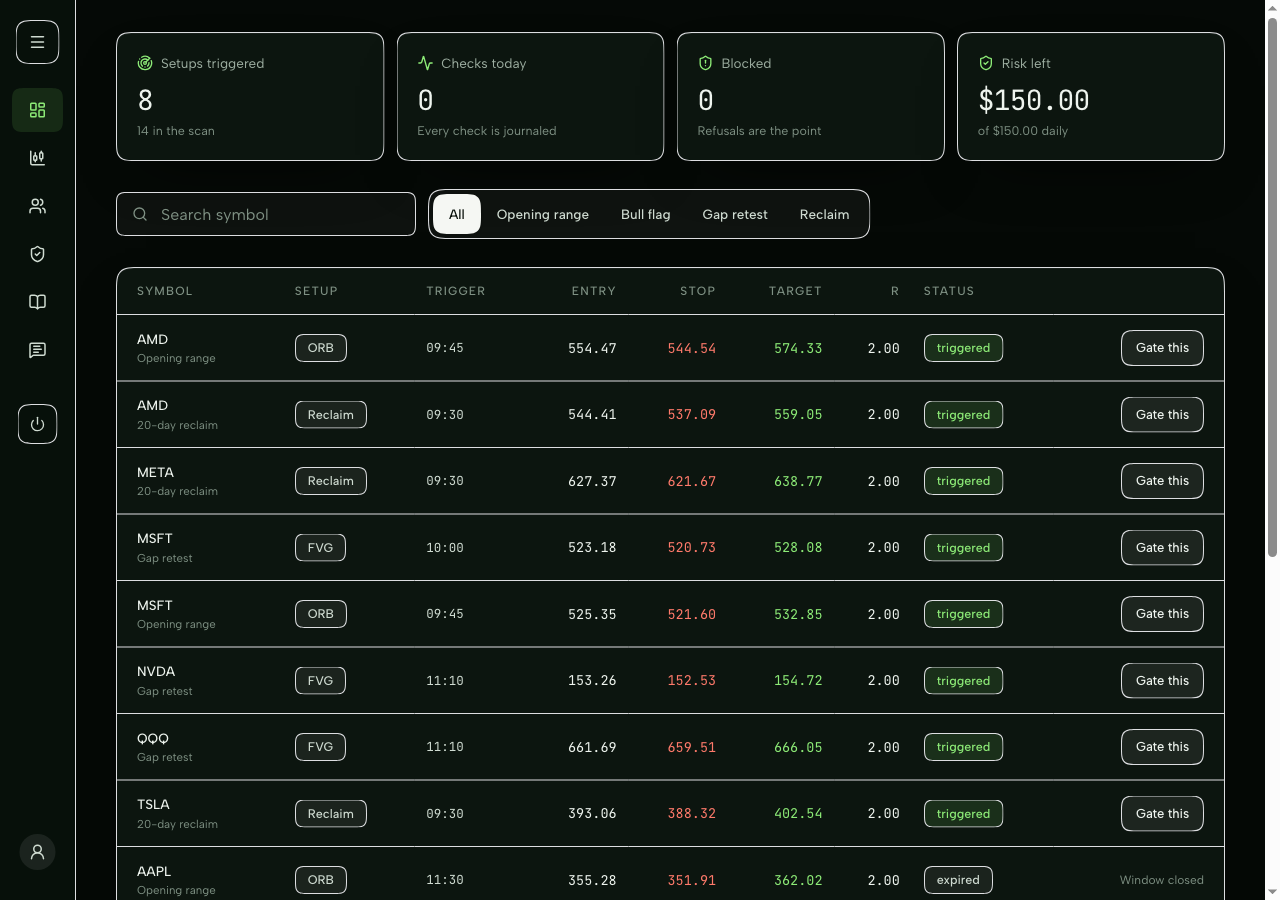 Setups triggered
8
14 in the scan
Checks today
0
Every check is journaled
Blocked
0
Refusals are the point
Risk left
$150.00
of $150.00 daily
Search symbol
All Opening range Bull flag Gap retest Reclaim
SYMBOL SETUP TRIGGER ENTRY STOP TARGET R STATUS
AMD
Opening range
ORB 09:45 554.47 544.54 574.33 2.00 triggered Gate this
AMD
20-day reclaim
Reclaim 09:30 544.41 537.09 559.05 2.00 triggered Gate this
META
20-day reclaim
Reclaim 09:30 627.37 621.67 638.77 2.00 triggered Gate this
MSFT
Gap retest
FVG 10:00 523.18 520.73 528.08 2.00 triggered Gate this
MSFT
Opening range
ORB 09:45 525.35 521.60 532.85 2.00 triggered Gate this
NVDA
Gap retest
FVG 11:10 153.26 152.53 154.72 2.00 triggered Gate this
QQQ
Gap retest
FVG 11:10 661.69 659.51 666.05 2.00 triggered Gate this
TSLA
20-day reclaim
Reclaim 09:30 393.06 388.32 402.54 2.00 triggered Gate this
AAPL
Opening range
ORB 11:30 355.28 351.91 362.02 2.00 expired Window closed